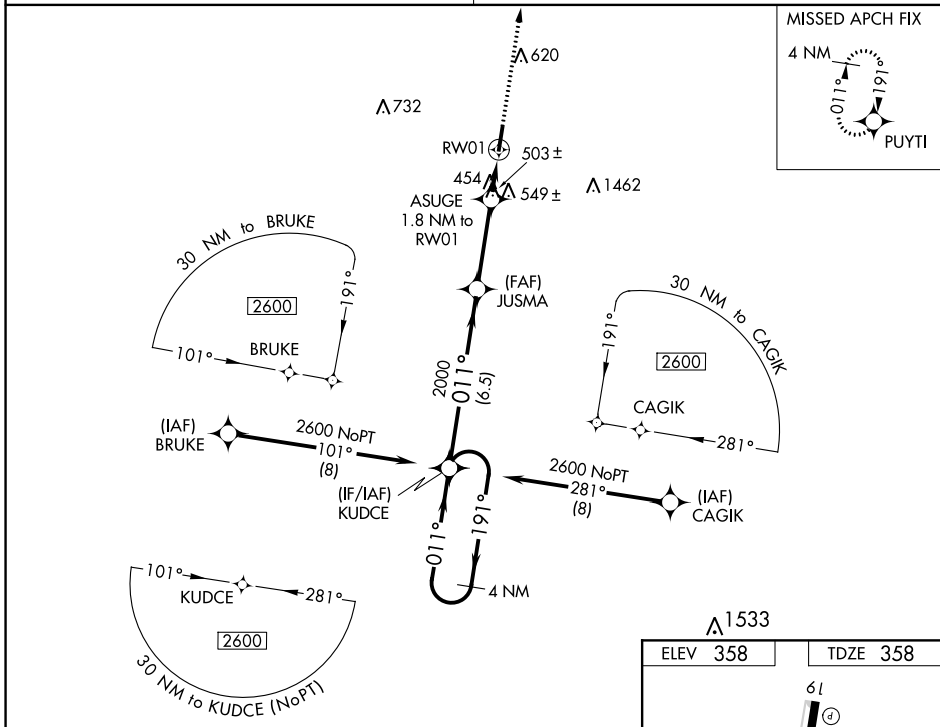 MISSED APCH FIX
4 NM
011°
191°
PUYTI
620
732
RW01
503 ±
454
549 ±
1462
ASUGE
1.8 NM to
RW01
(FAF)
JUSMA
30 NM to BRUKE
2600
191°
101°
BRUKE
30 NM to CAGIK
191°
2600
CAGIK
281°
2000
011°
(6.5)
(IAF)
BRUKE
2600 NoPT
101°
(8)
(IF/IAF)
KUDCE
2600 NoPT
281°
(8)
(IAF)
CAGIK
011°
191°
4 NM
101°
KUDCE
281°
2600
30 NM to KUDCE (NoPT)
1533
ELEV 358
TDZE 358
19
P